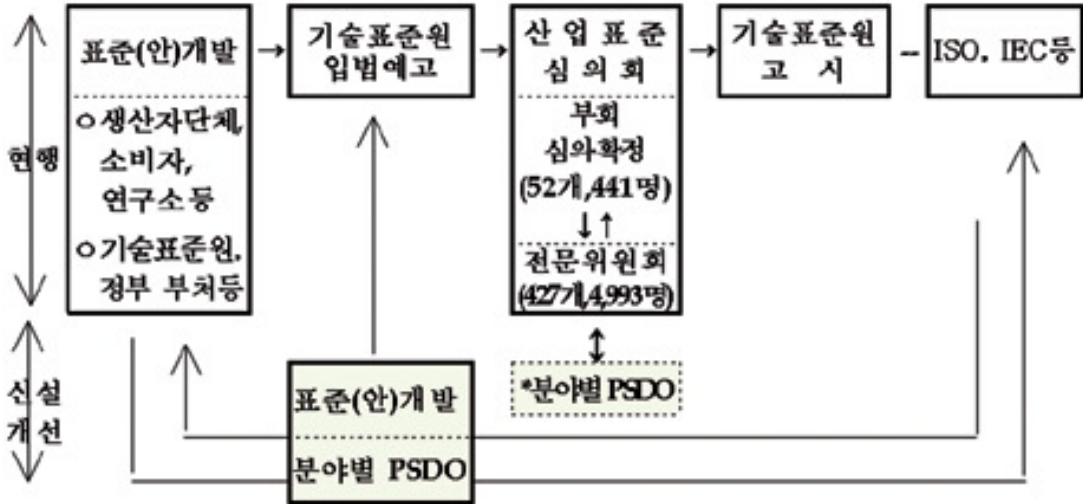 현행
표준(안)개발
ㅇ생산자단체,
소비자,
연구소등
ㅇ기술표준원,
정부 부처등
→
기술표준원
입법예고
→
산업표준
심의회
부회
심의확정
(52개,441명)
↓↑
전문위원회
(427개,4,993명)
→
기술표준원
고 시
ISO, IEC등
신설
개선
표준(안)개발
분야별 PSDO
*분야별 PSDO